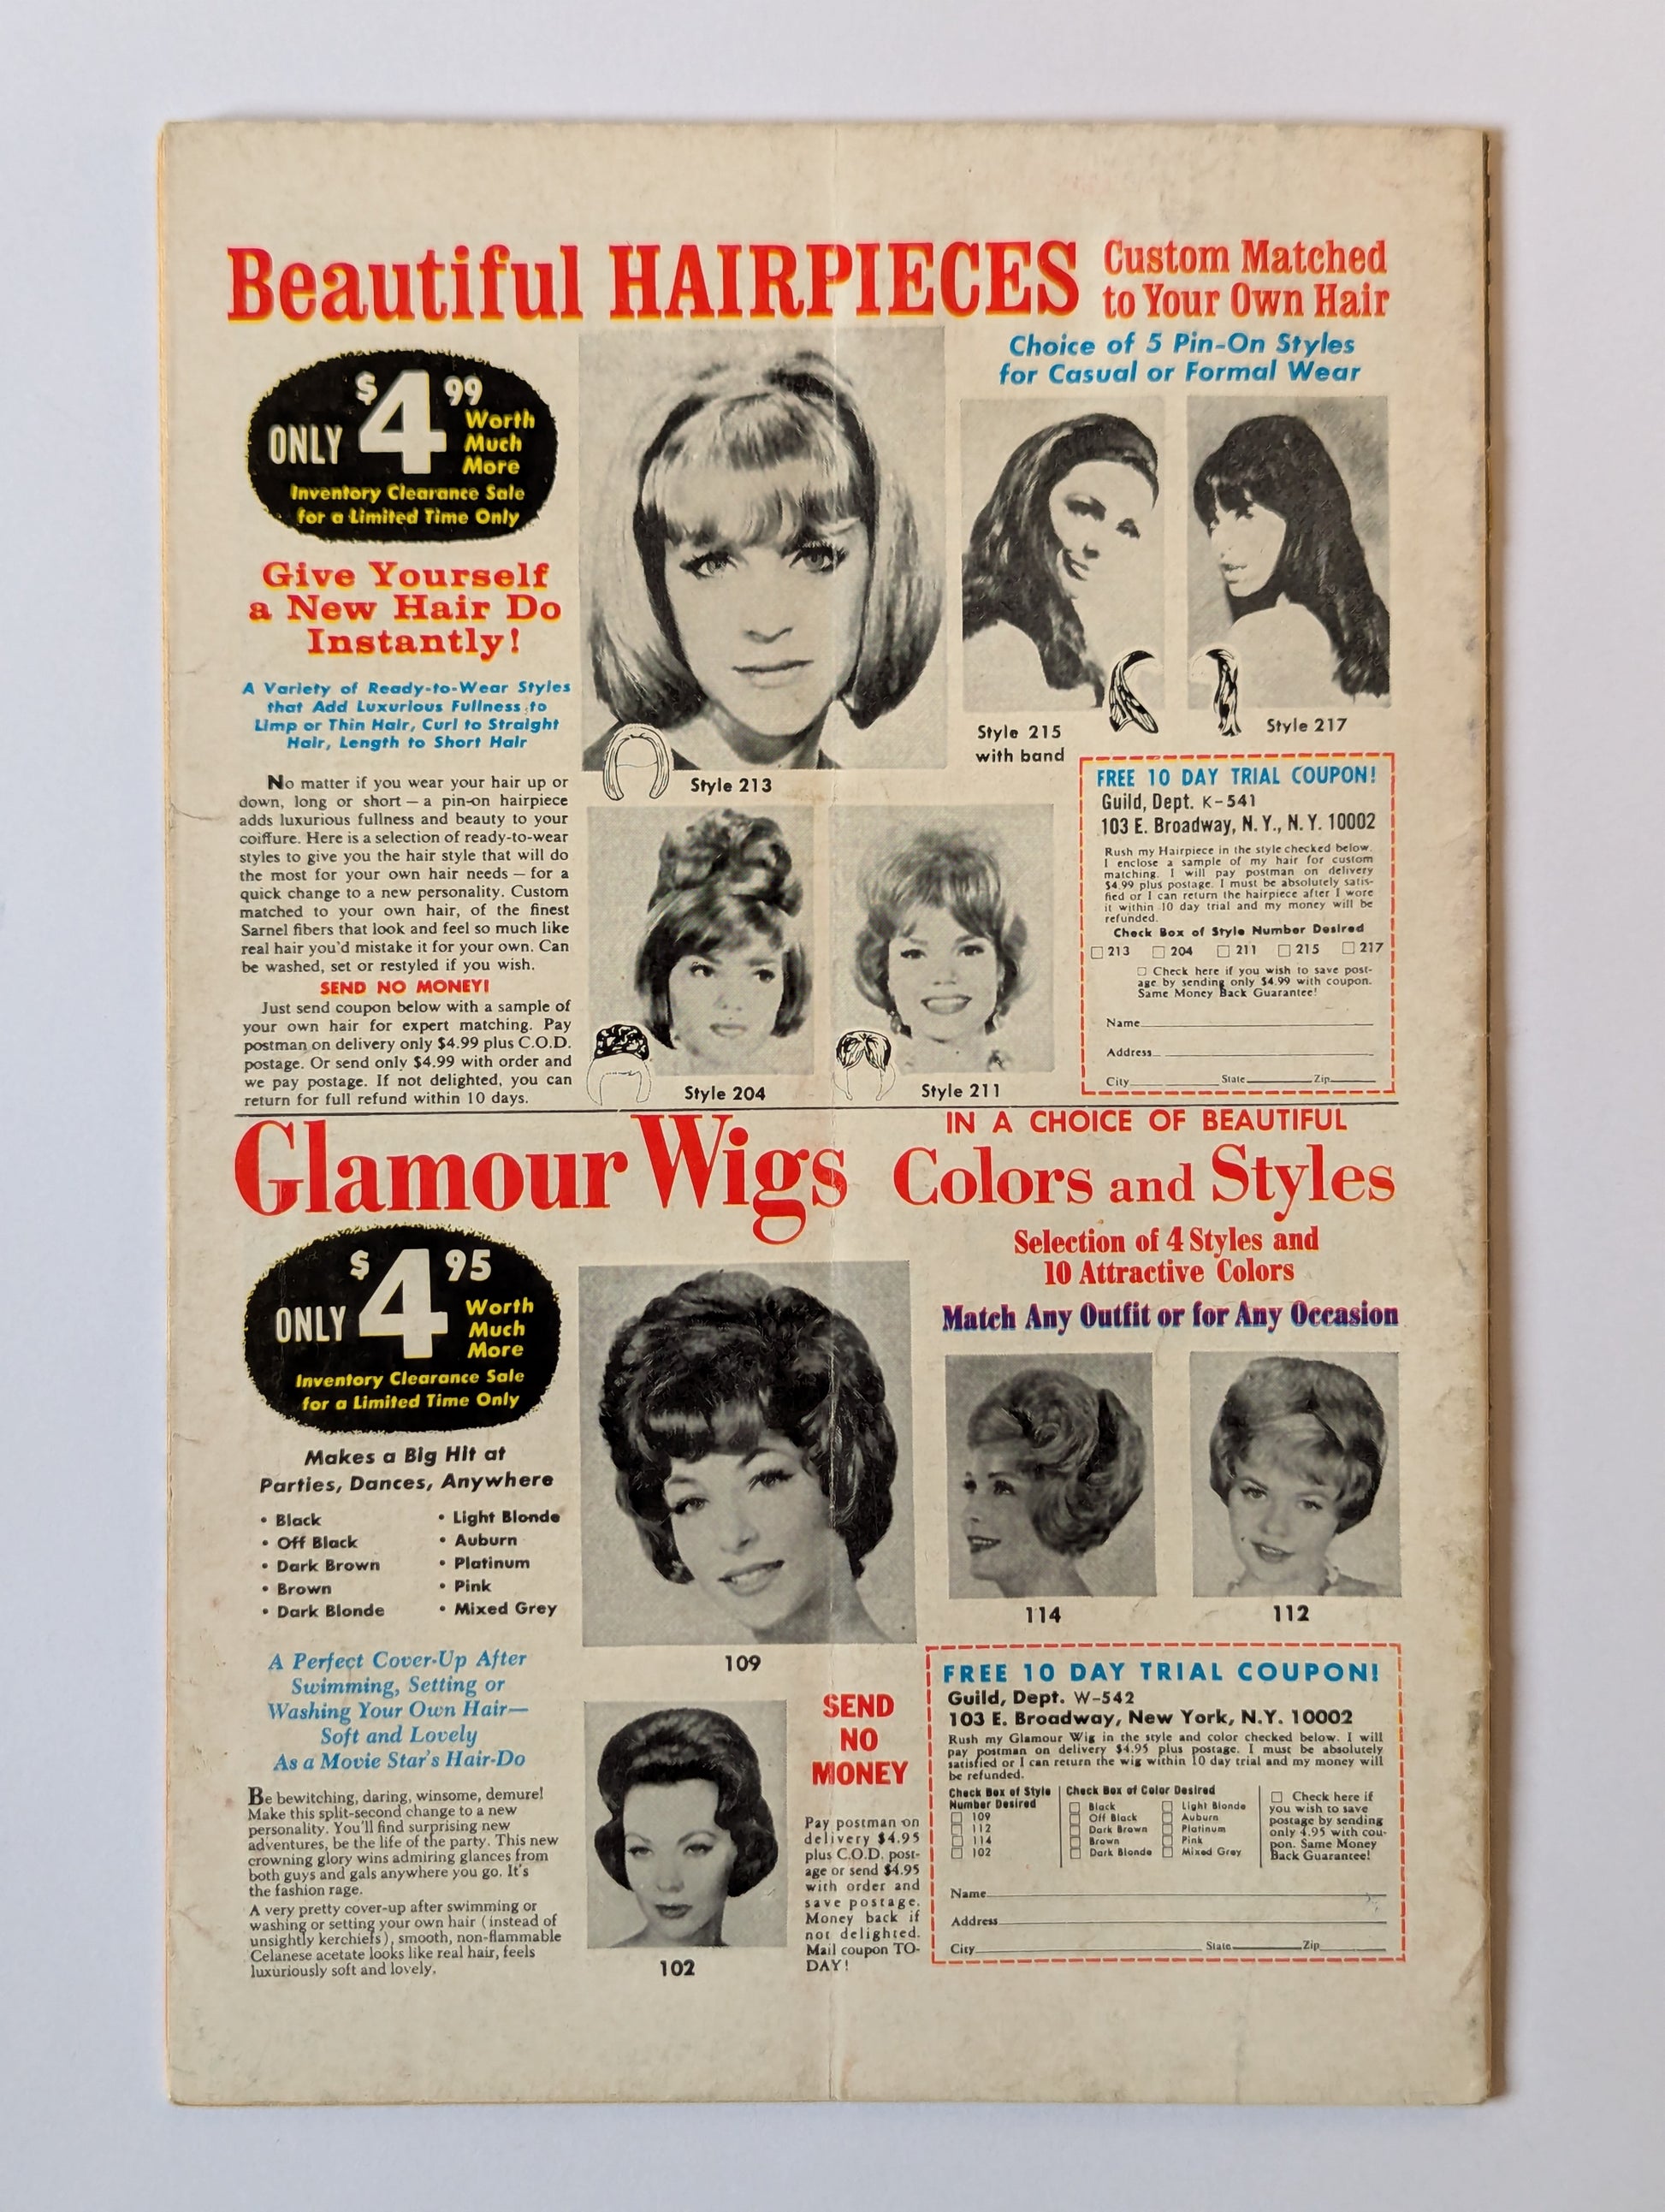 Beautiful HAIRPIECES
Custom Matched
to Your Own Hair
Choice of 5 Pin-On Styles
for Casual or Formal Wear
ONLY $4 99
Worth
Much
More
Inventory Clearance Sale
for a Limited Time Only
Give Yourself
a New Hair Do
Instantly!
A Variety of Ready-to-Wear Styles
that Add Luxurious Fullness to
Limp or Thin Hair, Curl to Straight
Hair, Length to Short Hair
No matter if you wear your hair up or
down, long or short — a pin-on hairpiece
adds luxurious fullness and beauty to your
coiffure. Here is a selection of ready-to-wear
styles to give you the hair style that will do
the most for your own hair needs — for a
quick change to a new personality. Custom
matched to your own hair, of the finest
Sarnel fibers that look and feel so much like
real hair you'd mistake it for your own. Can
be washed, set or restyled if you wish.
SEND NO MONEY!
Just send coupon below with a sample of
your own hair for expert matching. Pay
postman on delivery only $4.99 plus C.O.D.
postage. Or send only $4.99 with order and
we pay postage. If not delighted, you can
return for full refund within 10 days.
Style 213
Style 215
with band
Style 217
Style 204
Style 211
FREE 10 DAY TRIAL COUPON!
Guild, Dept. K-541
103 E. Broadway, N. Y., N. Y. 10002
Rush my Hairpiece in the style checked below.
I enclose a sample of my hair for custom
matching. I will pay postman on delivery
$4.99 plus postage. I must be absolutely satis-
fied or I can return the hairpiece after I wore
it within 10 day trial and my money will be
refunded.
Check Box of Style Number Desired
213 204 211 215 217
Check here if you wish to save post-
age by sending only $4.99 with coupon.
Same Money Back Guarantee!
Name
Address
City State Zip
Glamour Wigs
IN A CHOICE OF BEAUTIFUL
Colors and Styles
Selection of 4 Styles and
10 Attractive Colors
Match Any Outfit or for Any Occasion
ONLY $4 95
Worth
Much
More
Inventory Clearance Sale
for a Limited Time Only
Makes a Big Hit at
Parties, Dances, Anywhere
• Black
• Off Black
• Dark Brown
• Brown
• Dark Blonde
• Light Blonde
• Auburn
• Platinum
• Pink
• Mixed Grey
A Perfect Cover-Up After
Swimming, Setting or
Washing Your Own Hair—
Soft and Lovely
As a Movie Star's Hair-Do
Be bewitching, daring, winsome, demure!
Make this split-second change to a new
personality. You'll find surprising new
adventures, be the life of the party. This new
crowning glory wins admiring glances from
both guys and gals anywhere you go. It's
the fashion rage.
A very pretty cover-up after swimming or
washing or setting your own hair (instead of
unsightly kerchiefs), smooth, non-flammable
Celanese acetate looks like real hair, feels
luxuriously soft and lovely.
109
114
112
102
SEND
NO
MONEY
Pay postman on
delivery $4.95
plus C.O.D. post-
age or send $4.95
with order and
save postage.
Money back if
not delighted.
Mail coupon TO-
DAY!
FREE 10 DAY TRIAL COUPON!
Guild, Dept. W-542
103 E. Broadway, New York, N.Y. 10002
Rush my Glamour Wig in the style and color checked below. I will
pay postman on delivery $4.95 plus postage. I must be absolutely
satisfied or I can return the wig within 10 day trial and my money will
be refunded.
Check Box of Style
Number Desired
109
112
114
102
Check Box of Color Desired
Black
Off Black
Dark Brown
Brown
Dark Blonde
Light Blonde
Auburn
Platinum
Pink
Mixed Grey
Check here if
you wish to save
postage by sending
only 4.95 with cou-
pon. Same Money
Back Guarantee!
Name
Address
City State Zip